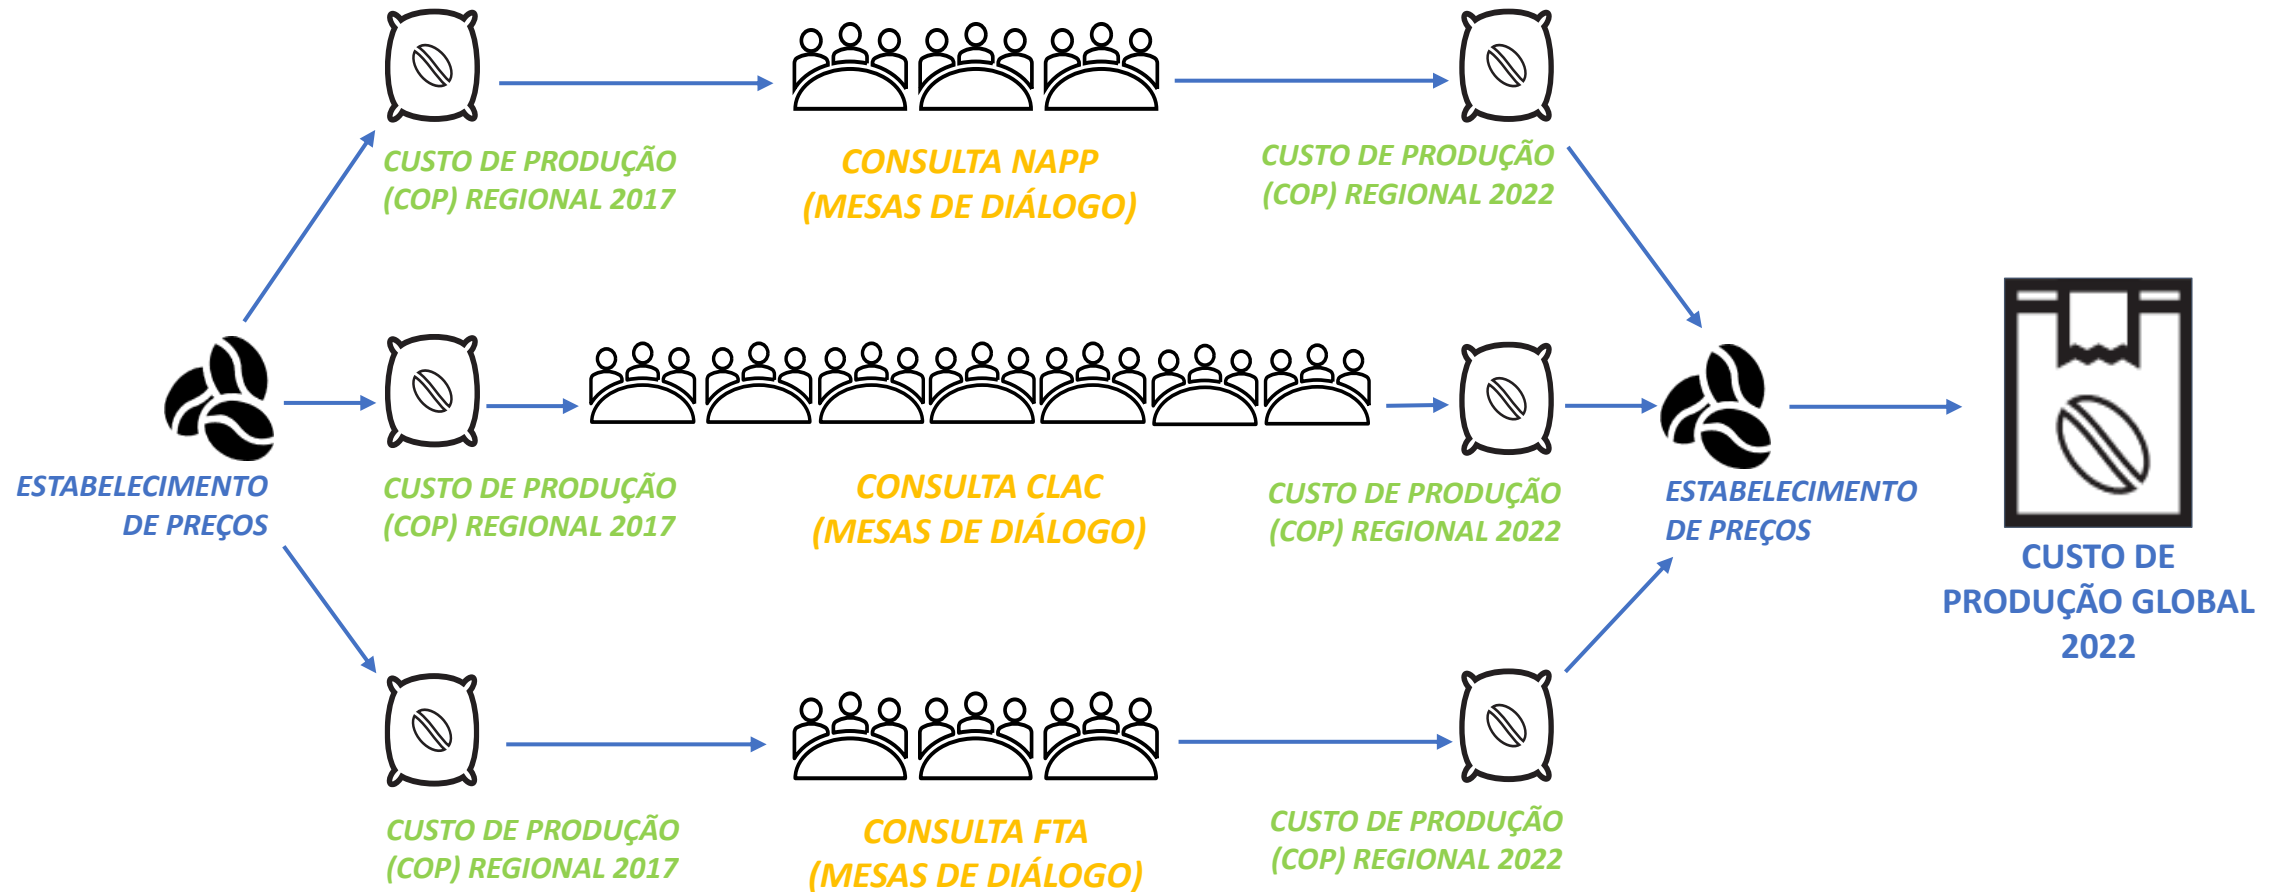 CUSTO DE PRODUÇÃO
(COP) REGIONAL 2017
CONSULTA NAPP
(MESAS DE DIÁLOGO)
CUSTO DE PRODUÇÃO
(COP) REGIONAL 2022
ESTABELECIMENTO
DE PREÇOS
CUSTO DE PRODUÇÃO
(COP) REGIONAL 2017
CONSULTA CLAC
(MESAS DE DIÁLOGO)
CUSTO DE PRODUÇÃO
(COP) REGIONAL 2022
ESTABELECIMENTO
DE PREÇOS
CUSTO DE
PRODUÇÃO GLOBAL
2022
CUSTO DE PRODUÇÃO
(COP) REGIONAL 2017
CONSULTA FTA
(MESAS DE DIÁLOGO)
CUSTO DE PRODUÇÃO
(COP) REGIONAL 2022